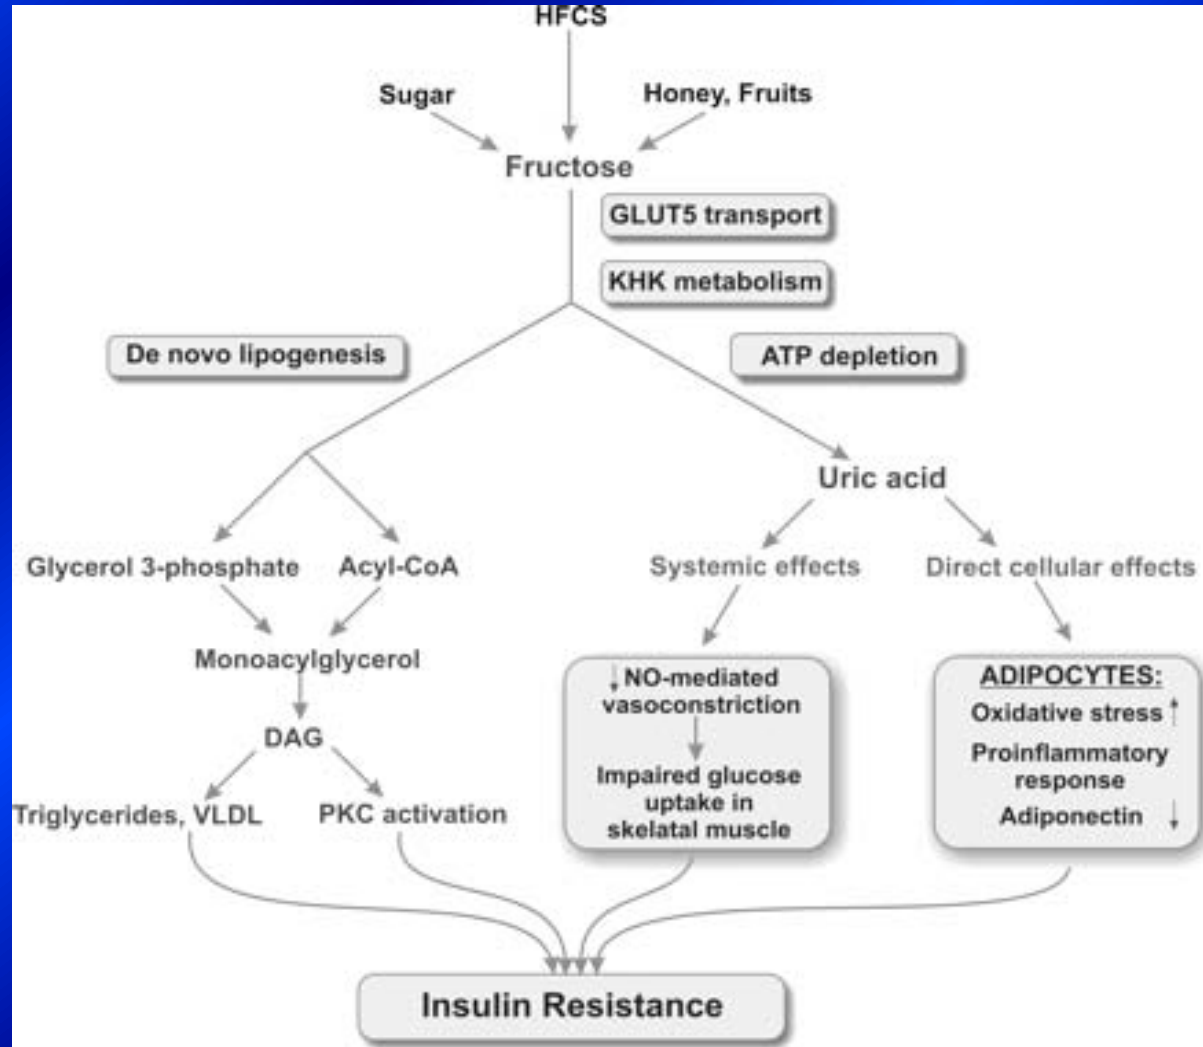 HFCS
Sugar
Honey, Fruits
Fructose
GLUT5 transport
KHK metabolism
De novo lipogenesis
ATP depletion
Uric acid
Glycerol 3-phosphate
Acyl-CoA
Systemic effects
Direct cellular effects
Monoacylglycerol
↓NO-mediated
vasoconstriction
Impaired glucose
uptake in
skelatal muscle
ADIPOCYTES:
Oxidative stress ↑
Proinflammatory
response
Adiponectin ↓
DAG
Triglycerides, VLDL
PKC activation
Insulin Resistance